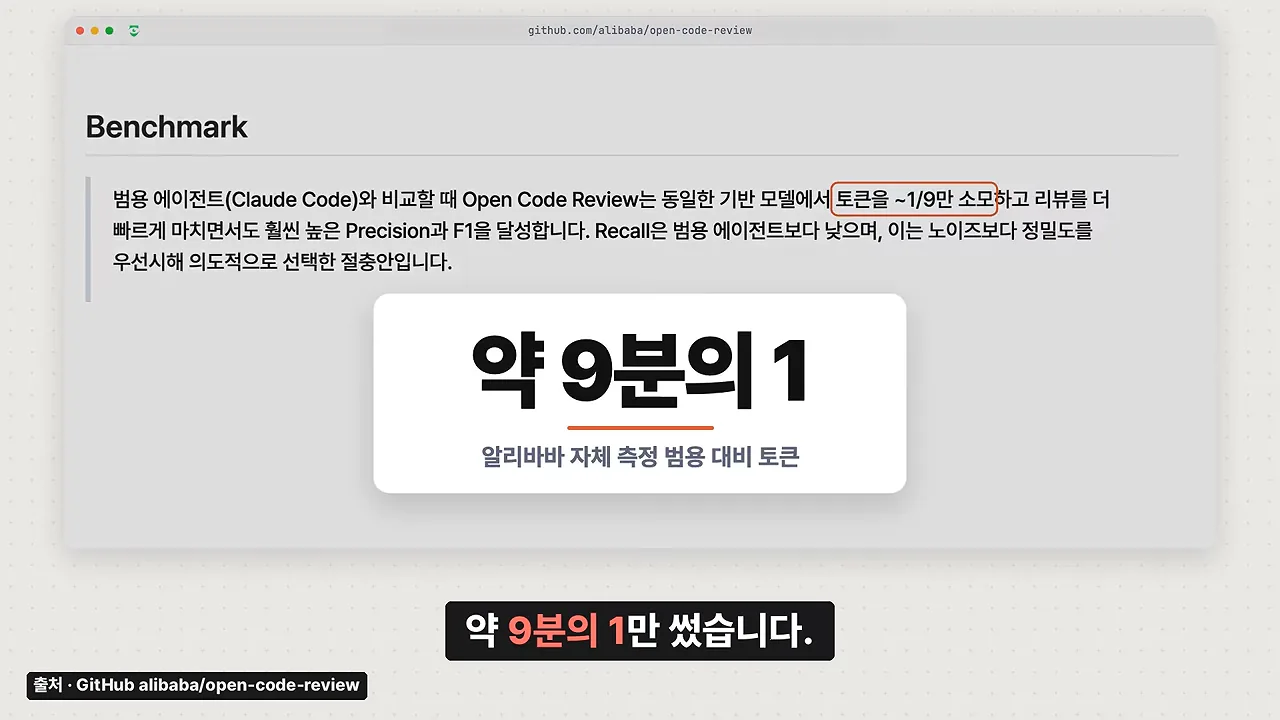 github.com/alibaba/open-code-review
Benchmark
범용 에이전트(Claude Code)와 비교할 때 Open Code Review는 동일한 기반 모델에서 토큰을 ~1/9만 소모하고 리뷰를 더
빠르게 마치면서도 훨씬 높은 Precision과 F1을 달성합니다. Recall은 범용 에이전트보다 낮으며, 이는 노이즈보다 정밀도를
우선시해 의도적으로 선택한 절충안입니다.
약 9분의 1
알리바바 자체 측정 범용 대비 토큰
약 9분의 1만 썼습니다.
출처 · GitHub alibaba/open-code-review